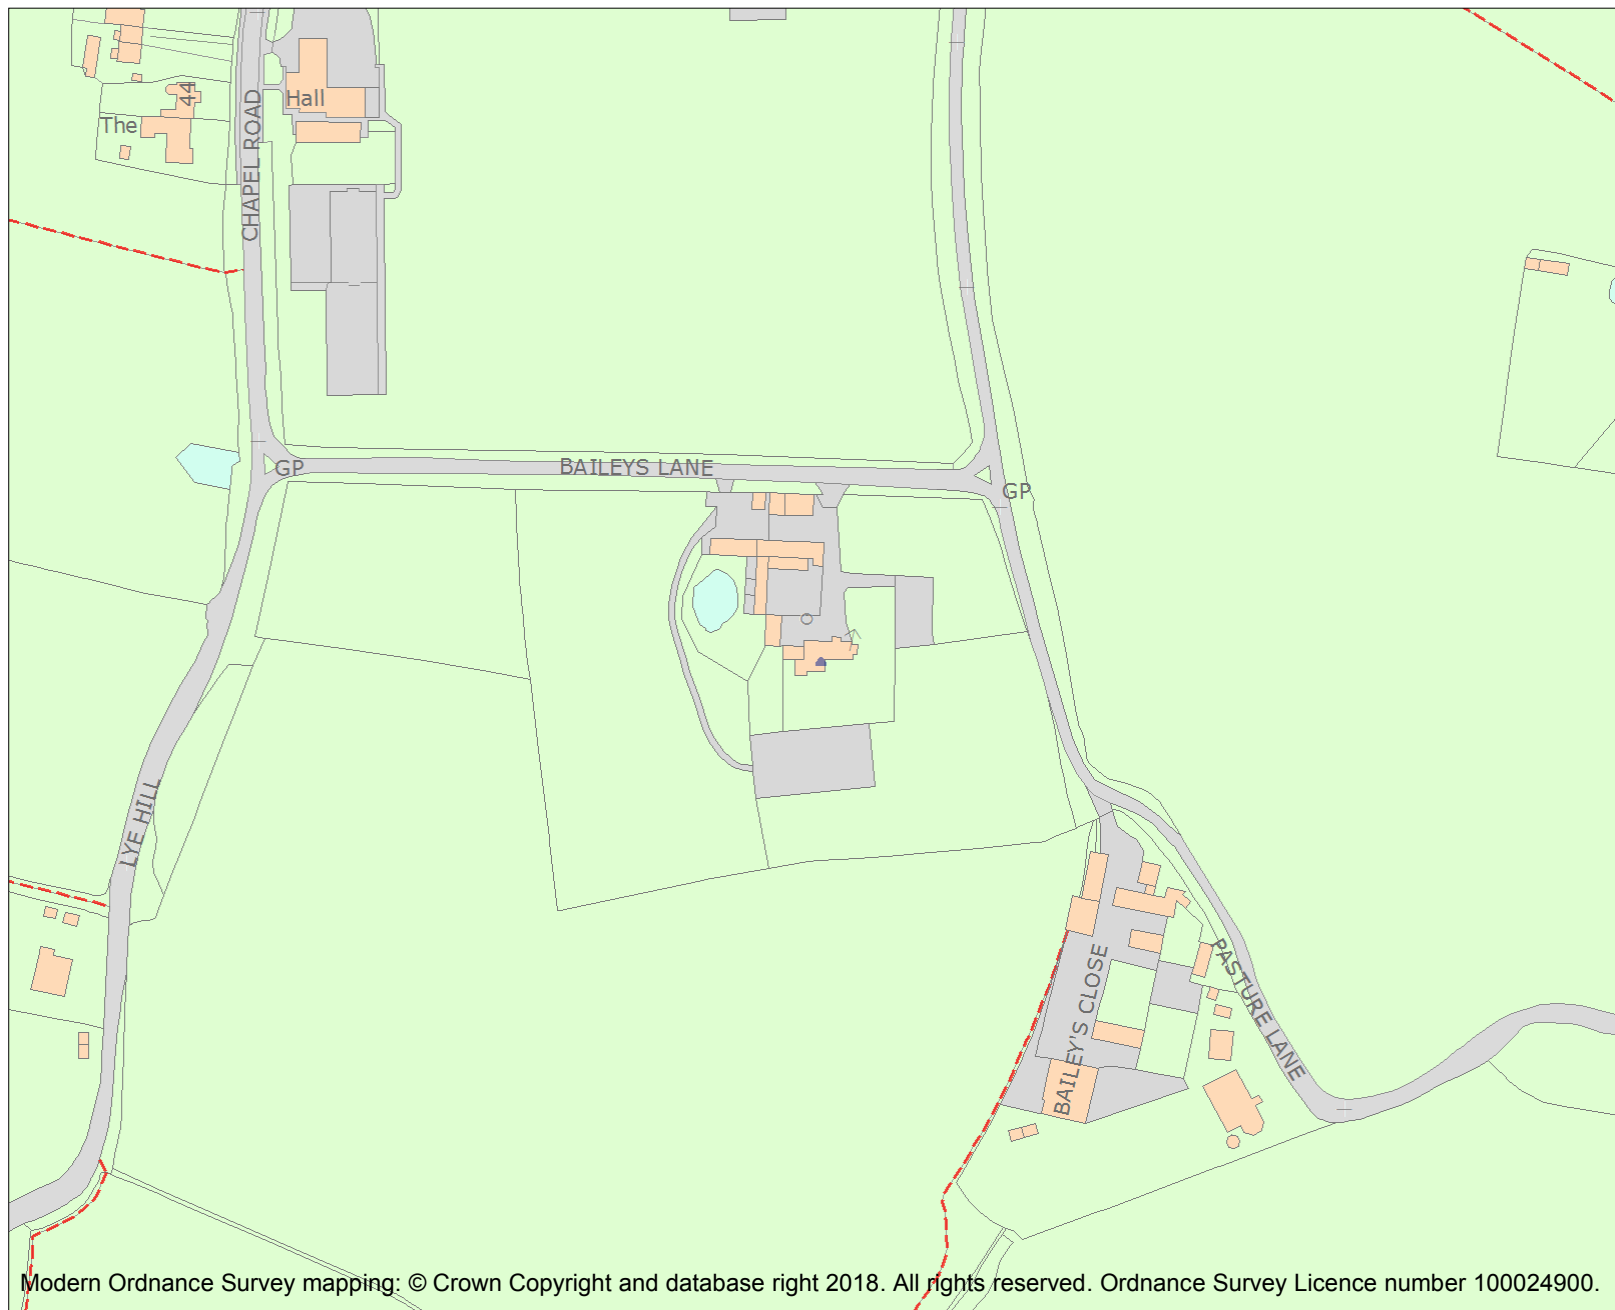 44
Hall
The
CHAPEL ROAD
GP
BAILEYS LANE
GP
LYE HILL
BAILEY'S CLOSE
PASTURE LANE
Modern Ordnance Survey mapping: © Crown Copyright and database right 2018. All rights reserved. Ordnance Survey Licence number 100024900.